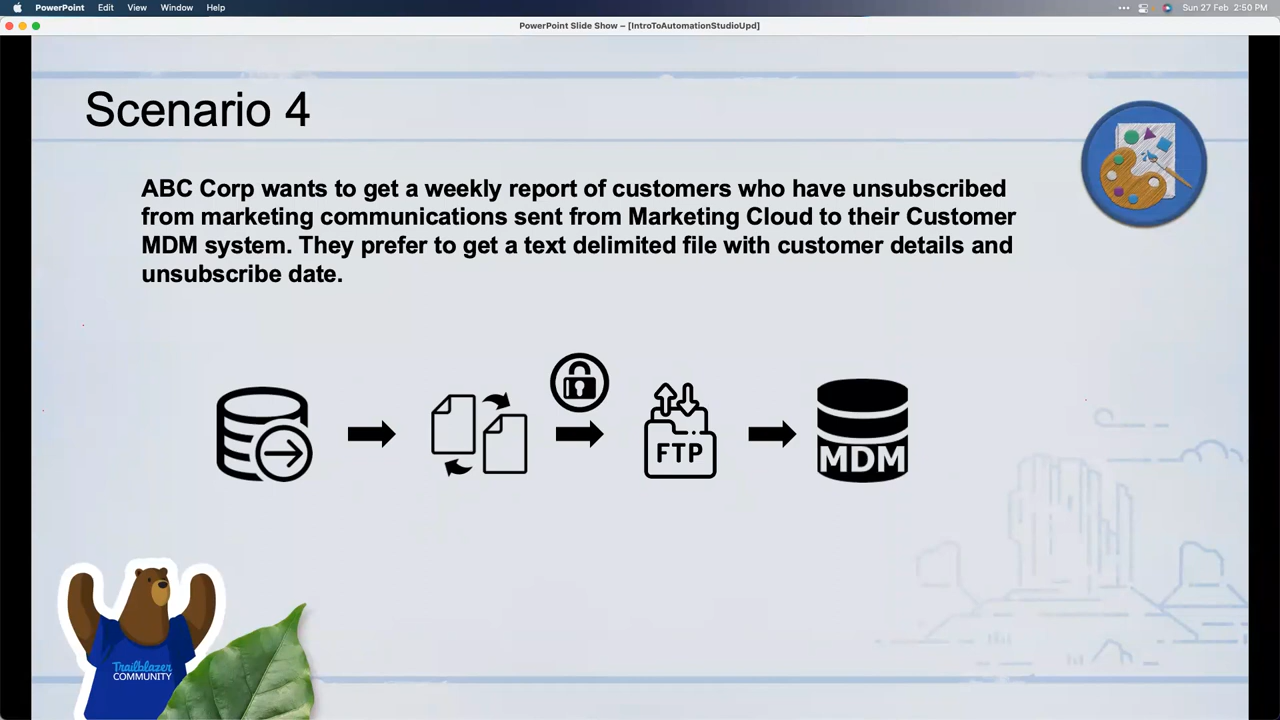 PowerPoint Edit View Window Help
Sun 27 Feb 2:50 PM
PowerPoint Slide Show – [IntroToAutomationStudioUpd]
Scenario 4
ABC Corp wants to get a weekly report of customers who have unsubscribed
from marketing communications sent from Marketing Cloud to their Customer
MDM system. They prefer to get a text delimited file with customer details and
unsubscribe date.
FTP
MDM
Trailblazer
COMMUNITY